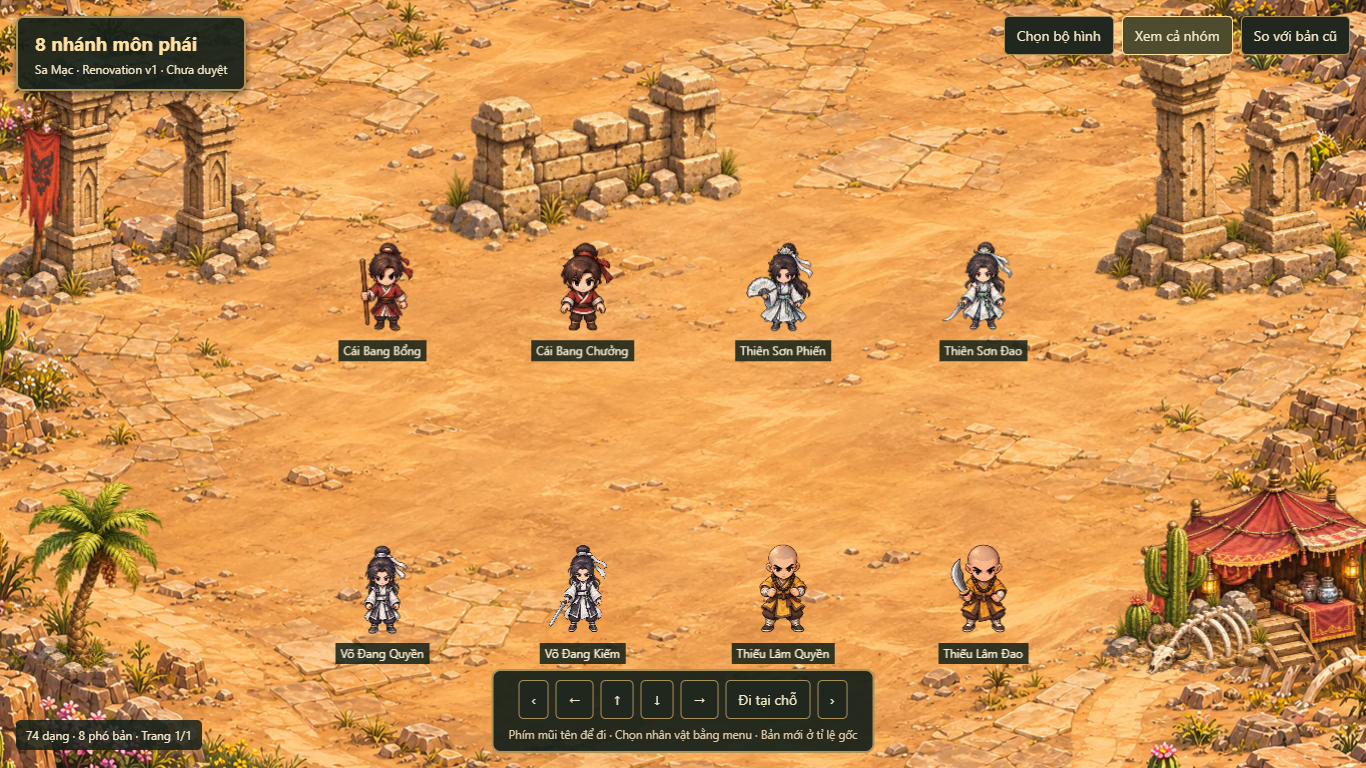 8 nhánh môn phái
Sa Mạc · Renovation v1 · Chưa duyệt
Chọn bộ hình
Xem cả nhóm
So với bản cũ
Cái Bang Bổng
Cái Bang Chưởng
Thiên Sơn Phiến
Thiên Sơn Đao
Võ Đang Quyền
Võ Đang Kiếm
Thiếu Lâm Quyền
Thiếu Lâm Đao
‹ ← ↑ ↓ → Đi tại chỗ ›
Phím mũi tên để đi · Chọn nhân vật bằng menu · Bản mới ở tỉ lệ gốc
74 dạng · 8 phó bản · Trang 1/1